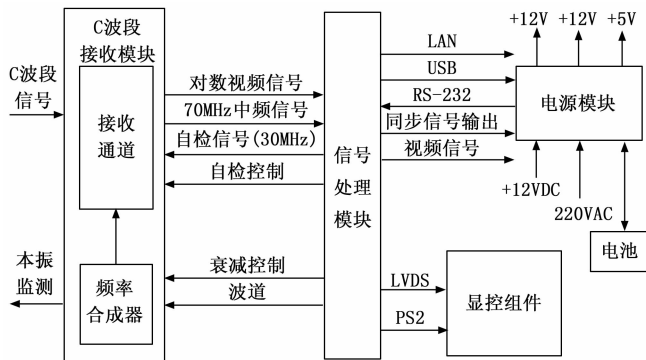 C波段
接收模块
C波段
信号
接收
通道
本振
监测
频率
合成器
对数视频信号
70MHz中频信号
自检信号(30MHz)
自检控制
衰减控制
波道
信号
处理
模块
LAN
USB
RS-232
同步信号输出
视频信号
LVDS
PS2
+12V
+12V
+5V
电源模块
+12VDC
220VAC
电池
显控组件